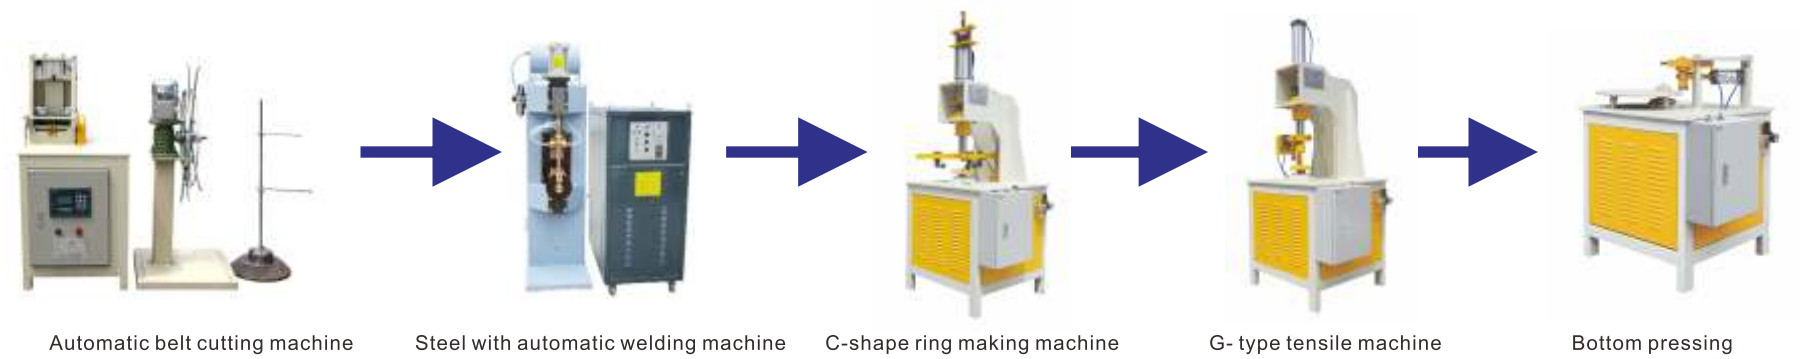 Automatic belt cutting machine
Steel with automatic welding machine
C-shape ring making machine
G- type tensile machine
Bottom pressing